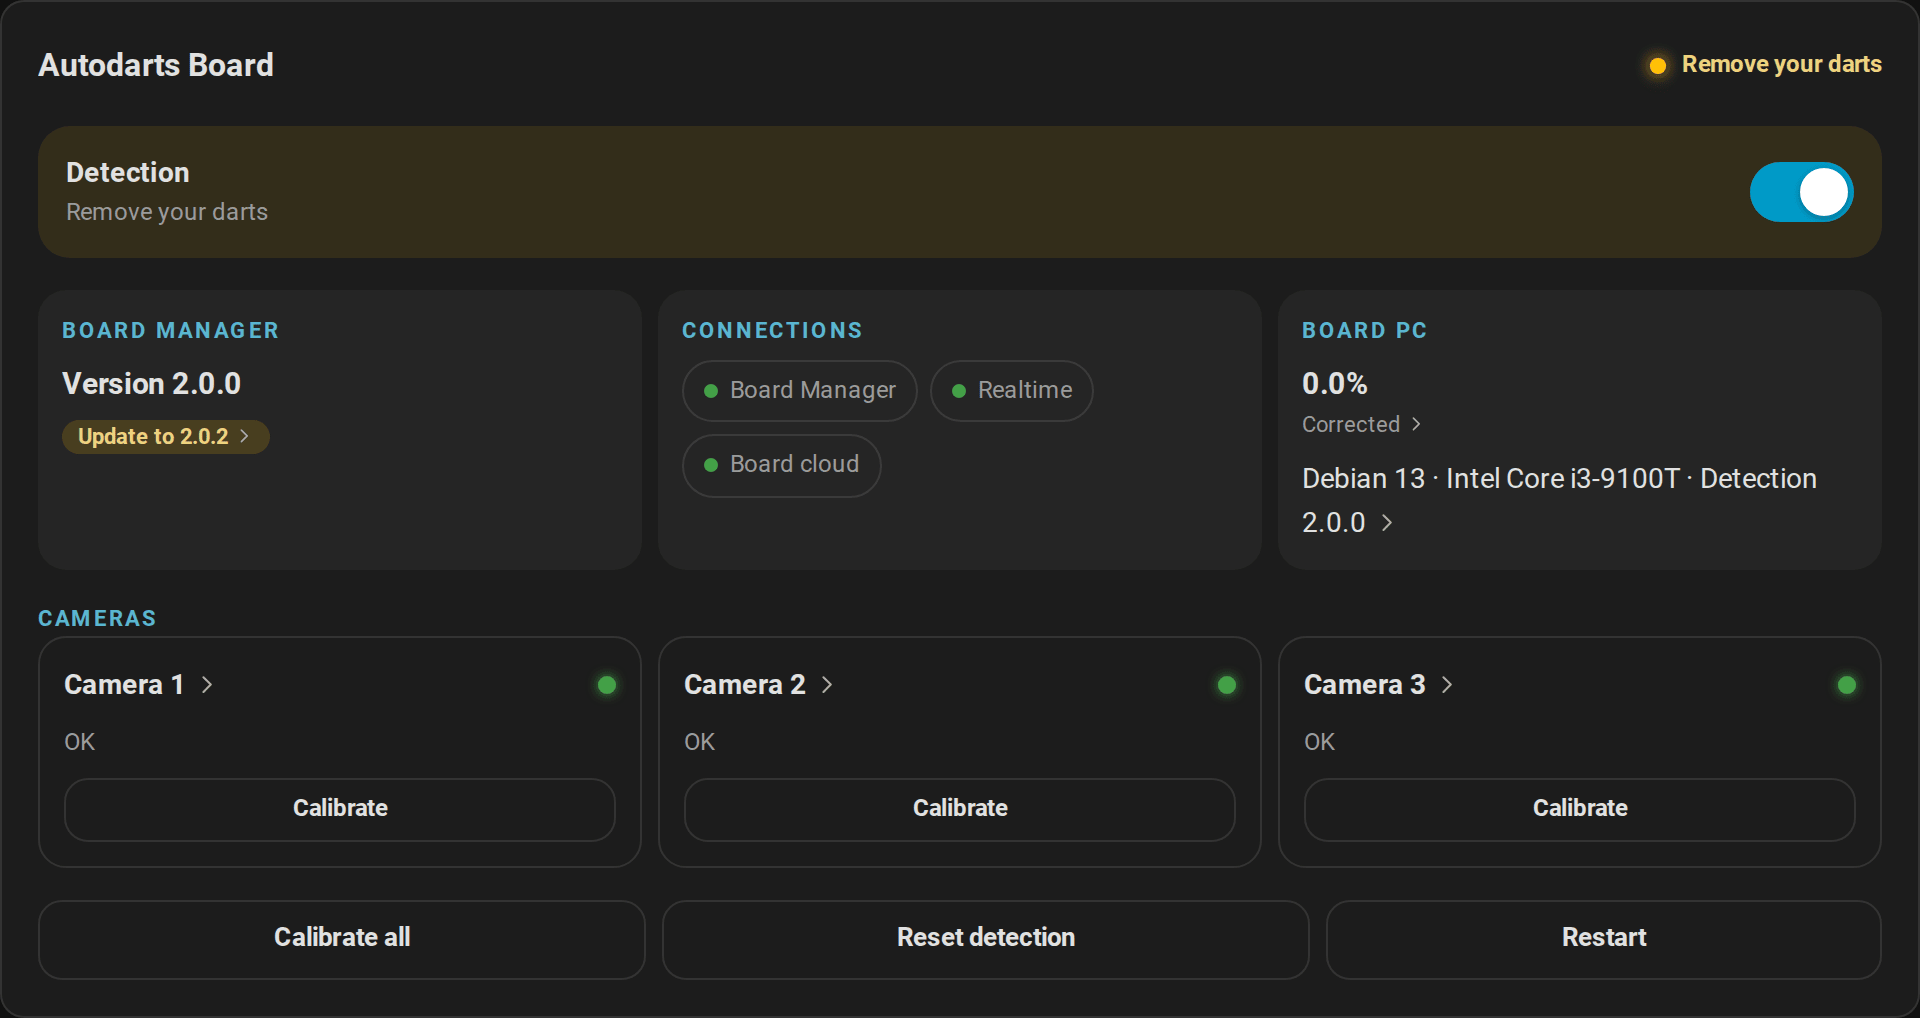 Autodarts Board
Remove your darts
Detection
Remove your darts
BOARD MANAGER
Version 2.0.0
Update to 2.0.2
CONNECTIONS
Board Manager
Realtime
Board cloud
BOARD PC
0.0%
Corrected
Debian 13 · Intel Core i3-9100T · Detection
2.0.0
CAMERAS
Camera 1
OK
Calibrate
Camera 2
OK
Calibrate
Camera 3
OK
Calibrate
Calibrate all
Reset detection
Restart